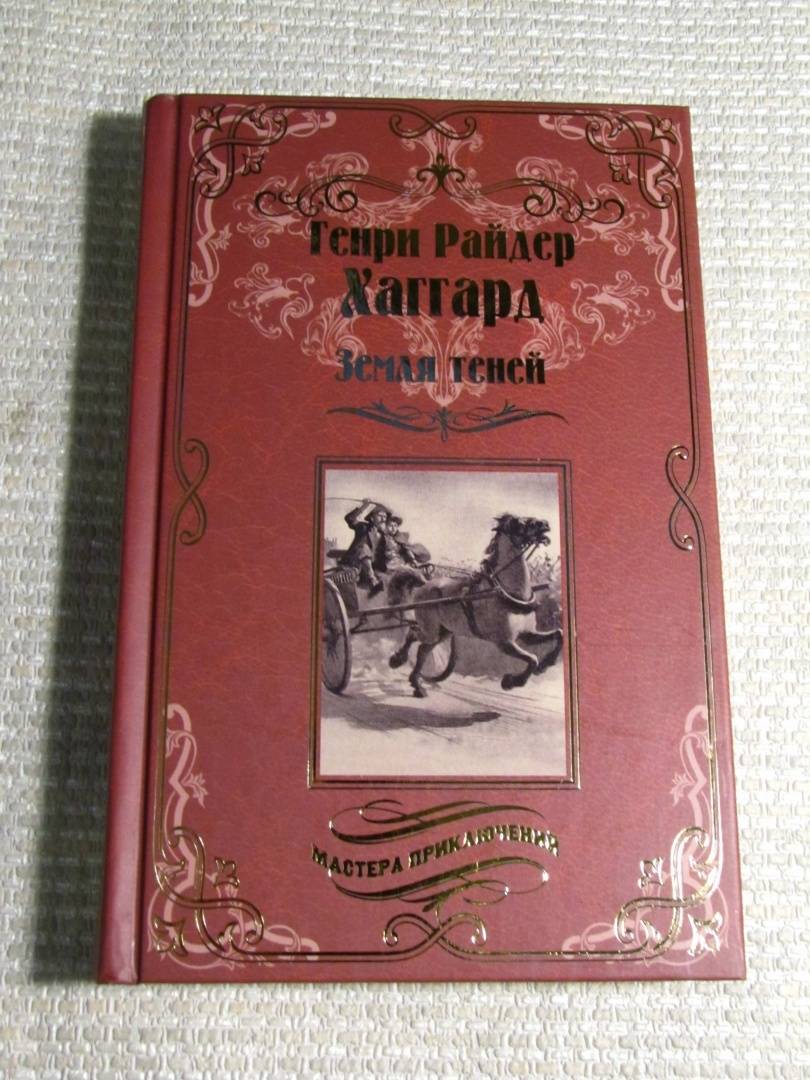 Генри Райдер
Хаггард
Земля теней
МАСТЕРА ПРИКЛЮЧЕНИЙ